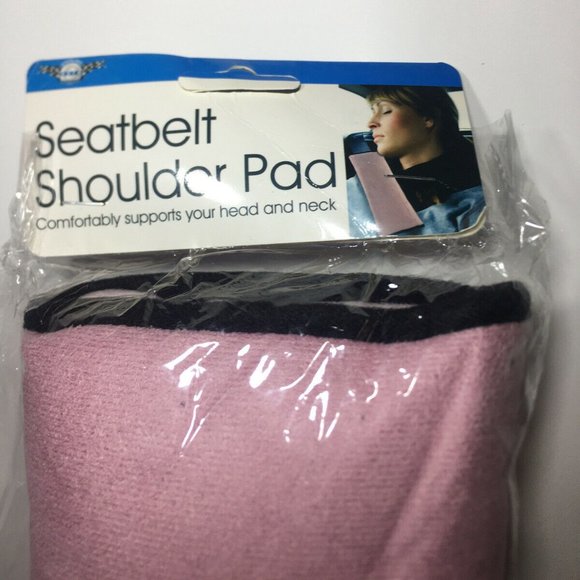 Seatbelt
Shoulder Pad
Comfortably supports your head and neck